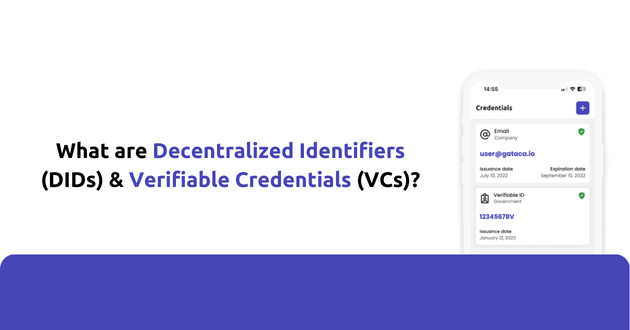 What are Decentralized Identifiers
(DIDs) & Verifiable Credentials (VCs)?
14:55
Credentials
+
Email
Company
user@gataca.io
Issuance date Expiration date
July 10, 2022 September 10, 2022
Verifiable ID
Government
12345678V
Issuance date
January 12, 2023